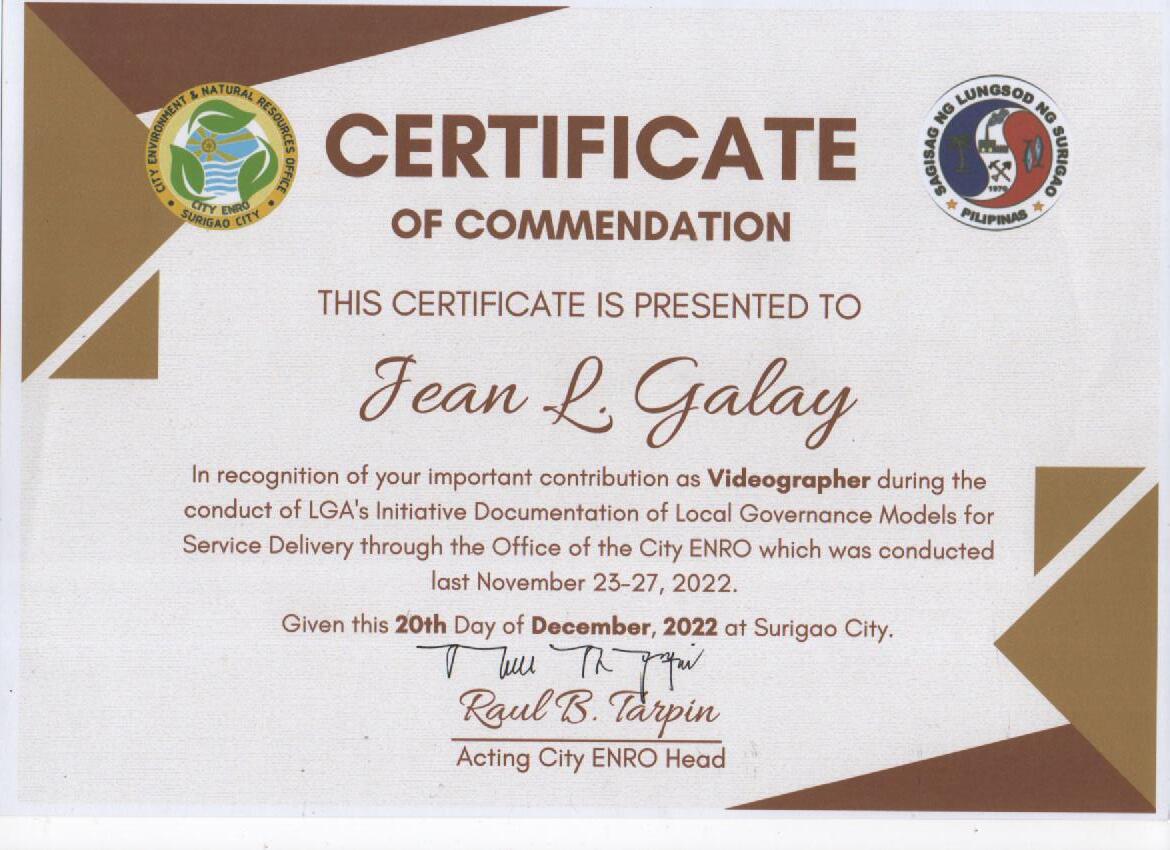 CITY ENVIRONMENT & NATURAL RESOURCES OFFICE
CITY ENRO
SURIGAO CITY
SAGISAG NG LUNGSOD NG SURIGAO
1970
PILIPINAS
CERTIFICATE
OF COMMENDATION
THIS CERTIFICATE IS PRESENTED TO
Jean L. Galay
In recognition of your important contribution as Videographer during the
conduct of LGA's Initiative Documentation of Local Governance Models for
Service Delivery through the Office of the City ENRO which was conducted
last November 23-27, 2022.
Given this 20th Day of December, 2022 at Surigao City.
Raul B. Tarpin
Acting City ENRO Head